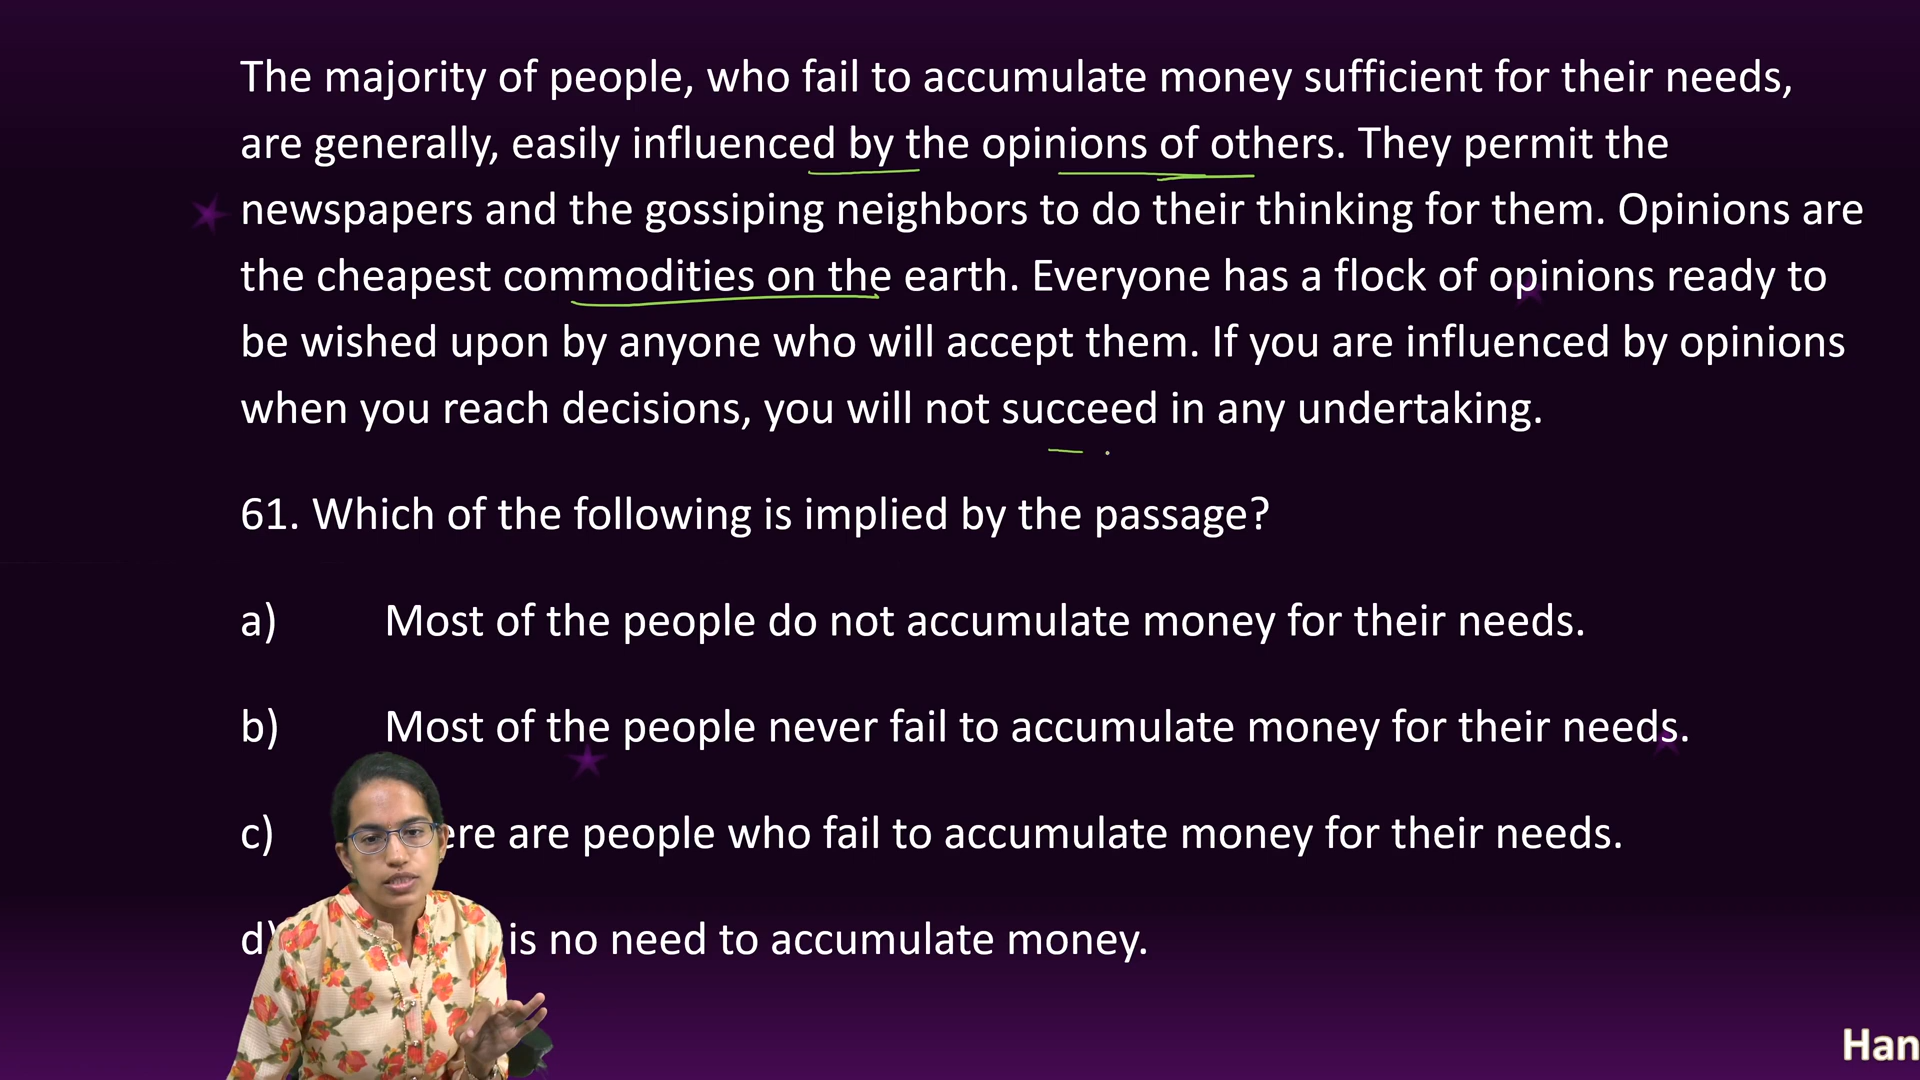 The majority of people, who fail to accumulate money sufficient for their needs,
are generally, easily influenced by the opinions of others. They permit the
newspapers and the gossiping neighbors to do their thinking for them. Opinions are
the cheapest commodities on the earth. Everyone has a flock of opinions ready to
be wished upon by anyone who will accept them. If you are influenced by opinions
when you reach decisions, you will not succeed in any undertaking.
61. Which of the following is implied by the passage?
a) Most of the people do not accumulate money for their needs.
b) Most of the people never fail to accumulate money for their needs.
c) ere are people who fail to accumulate money for their needs.
d) is no need to accumulate money.
Han